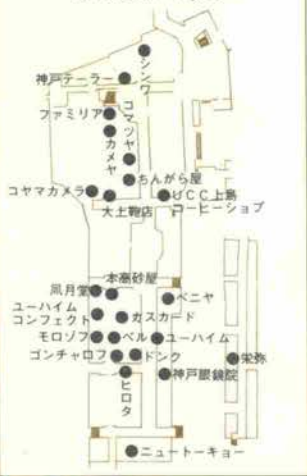 シンワ
神戸テーラー
ファミリア
コマツヤ
カメヤ
ちんがら屋
コヤマカメラ
大上鞄店
UCC上島
コーヒーショップ
本高砂屋
凮月堂
ベニヤ
ユーハイム
コンフェクト
カスカード
モロゾフ
ベル
ユーハイム
ゴンチャロフ
ドンク
栄弥
ヒロタ
神戸眼鏡院
ニュートーキョー